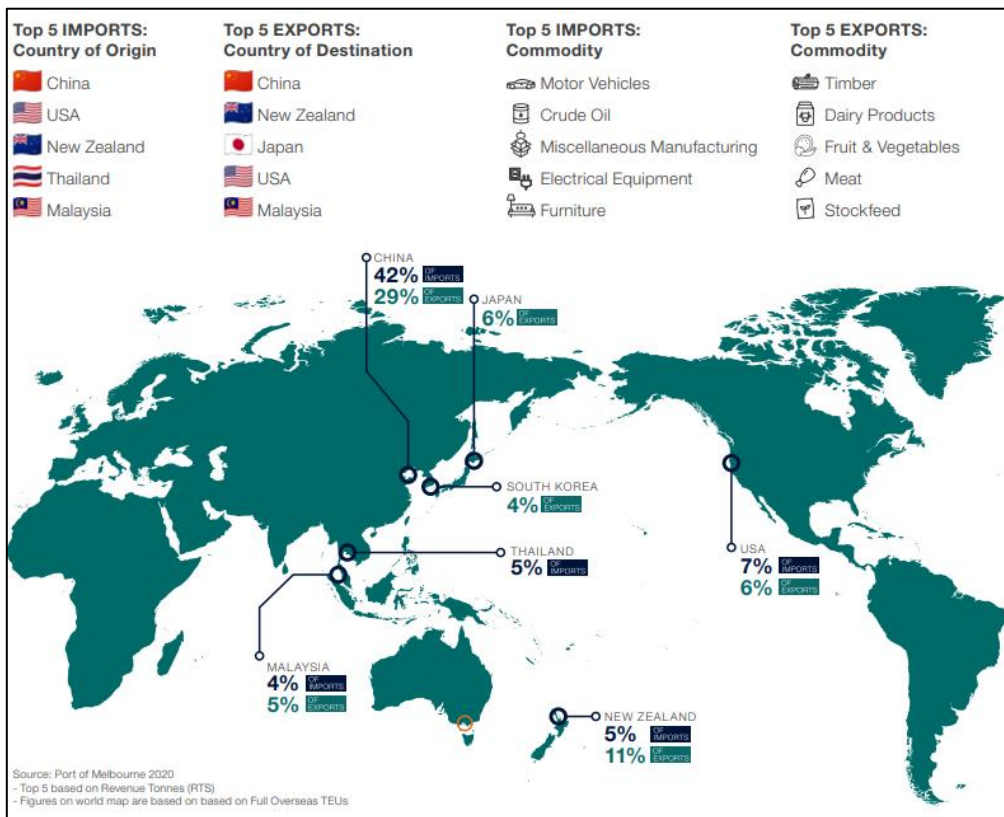 Top 5 IMPORTS:
Country of Origin
China
USA
New Zealand
Thailand
Malaysia
Top 5 EXPORTS:
Country of Destination
China
New Zealand
Japan
USA
Malaysia
Top 5 IMPORTS:
Commodity
Motor Vehicles
Crude Oil
Miscellaneous Manufacturing
Electrical Equipment
Furniture
Top 5 EXPORTS:
Commodity
Timber
Dairy Products
Fruit & Vegetables
Meat
Stockfeed
CHINA
42% OF IMPORTS
29% OF EXPORTS
JAPAN
6% OF EXPORTS
SOUTH KOREA
4% OF EXPORTS
THAILAND
5% OF IMPORTS
USA
7% OF IMPORTS
6% OF EXPORTS
MALAYSIA
4% OF IMPORTS
5% OF EXPORTS
NEW ZEALAND
5% OF IMPORTS
11% OF EXPORTS
Source: Port of Melbourne 2020
- Top 5 based on Revenue Tonnes (RTS)
- Figures on world map are based on based on Full Overseas TEUs